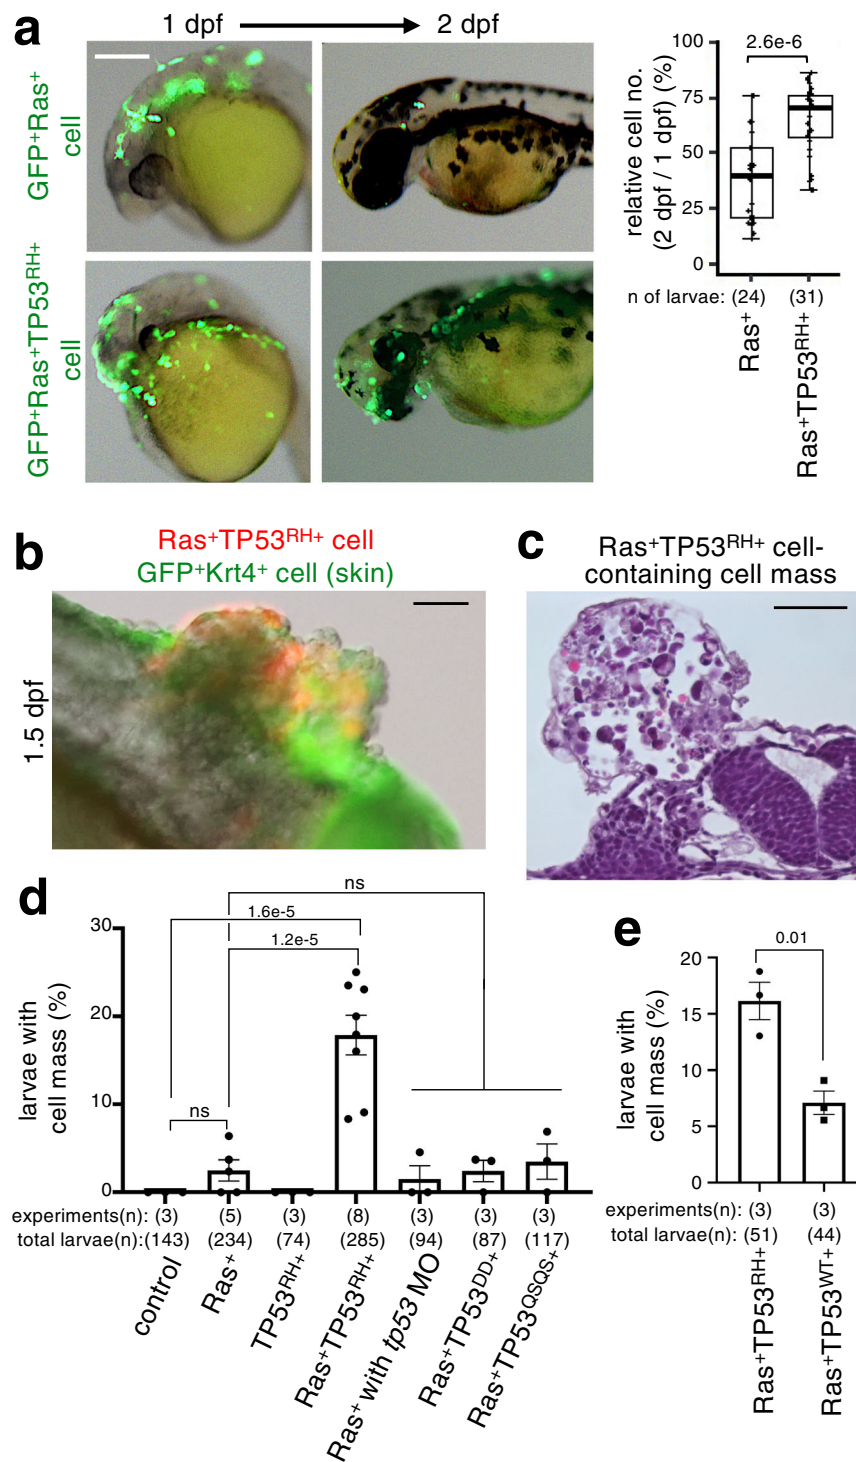 a
1 dpf
2 dpf
GFP⁺Ras⁺
cell
GFP⁺Ras⁺TP53ᴿᴴ⁺
cell
relative cell no.
(2 dpf / 1 dpf) (%)
100
75
50
25
0
2.6e-6
n of larvae: (24) (31)
Ras⁺
Ras⁺TP53ᴿᴴ⁺
b
Ras⁺TP53ᴿᴴ⁺ cell
GFP⁺Krt4⁺ cell (skin)
1.5 dpf
c
Ras⁺TP53ᴿᴴ⁺ cell-
containing cell mass
d
larvae with
cell mass (%)
30
20
10
0
ns
1.6e-5
1.2e-5
ns
experiments(n): (3) (5) (3) (8) (3) (3) (3)
total larvae(n): (143) (234) (74) (285) (94) (87) (117)
control
Ras⁺
TP53ᴿᴴ⁺
Ras⁺TP53ᴿᴴ⁺
Ras⁺ with tp53 MO
Ras⁺TP53ᴰᴰ⁺
Ras⁺TP53^QSQS+
e
larvae with
cell mass (%)
20
15
10
5
0
0.01
experiments(n): (3) (3)
total larvae(n): (51) (44)
Ras⁺TP53ᴿᴴ⁺
Ras⁺TP53ᵂᵀ⁺